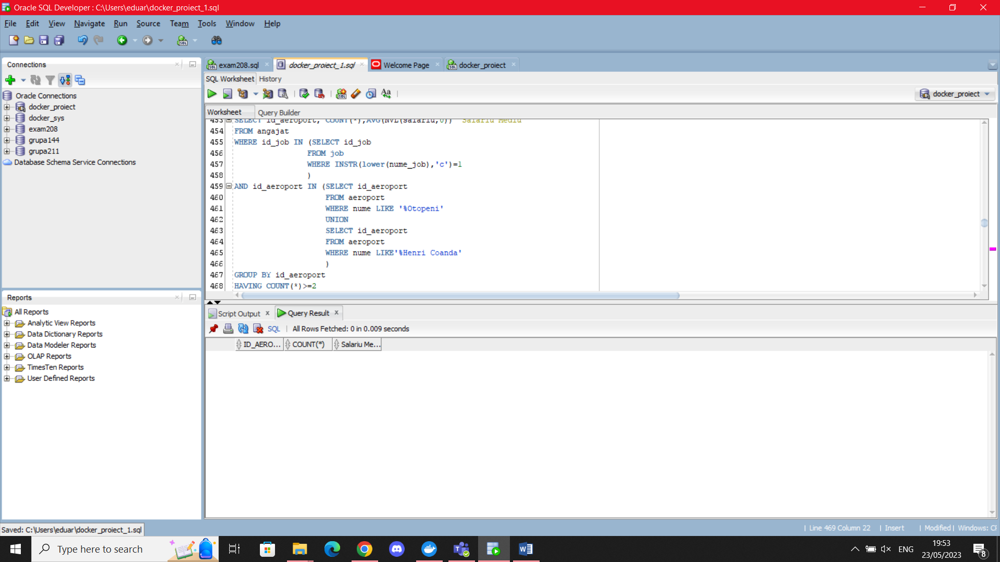 Oracle SQL Developer : C:\Users\eduar\docker_proiect_1.sql
File Edit View Navigate Run Source Team Tools Window Help
Connections
exam208.sql docker_proiect_1.sql Welcome Page docker_proiect
SQL Worksheet History
Oracle Connections
docker_proiect
docker_sys
exam208
grupa144
grupa211
Database Schema Service Connections
docker_proiect
Worksheet Query Builder
453 SELECT id_aeroport, COUNT(*),AVG(NVL(salariu,0)) "Salariu Mediu"
454 FROM angajat
455 WHERE id_job IN (SELECT id_job
456 FROM job
457 WHERE INSTR(lower(nume_job),'c')=1
458 )
459 AND id_aeroport IN (SELECT id_aeroport
460 FROM aeroport
461 WHERE nume LIKE '%Otopeni'
462 UNION
463 SELECT id_aeroport
464 FROM aeroport
465 WHERE nume LIKE'%Henri Coanda'
466 )
467 GROUP BY id_aeroport
468 HAVING COUNT(*)>=2
Reports
All Reports
Analytic View Reports
Data Dictionary Reports
Data Modeler Reports
OLAP Reports
TimesTen Reports
User Defined Reports
Script Output Query Result
SQL | All Rows Fetched: 0 in 0.009 seconds
ID_AERO... COUNT(*) Salariu Me...
Saved: C:\Users\eduar\docker_proiect_1.sql
| Line 469 Column 22 | Insert | Modified | Windows: CF
Type here to search
ENG
19:53
23/05/2023
8